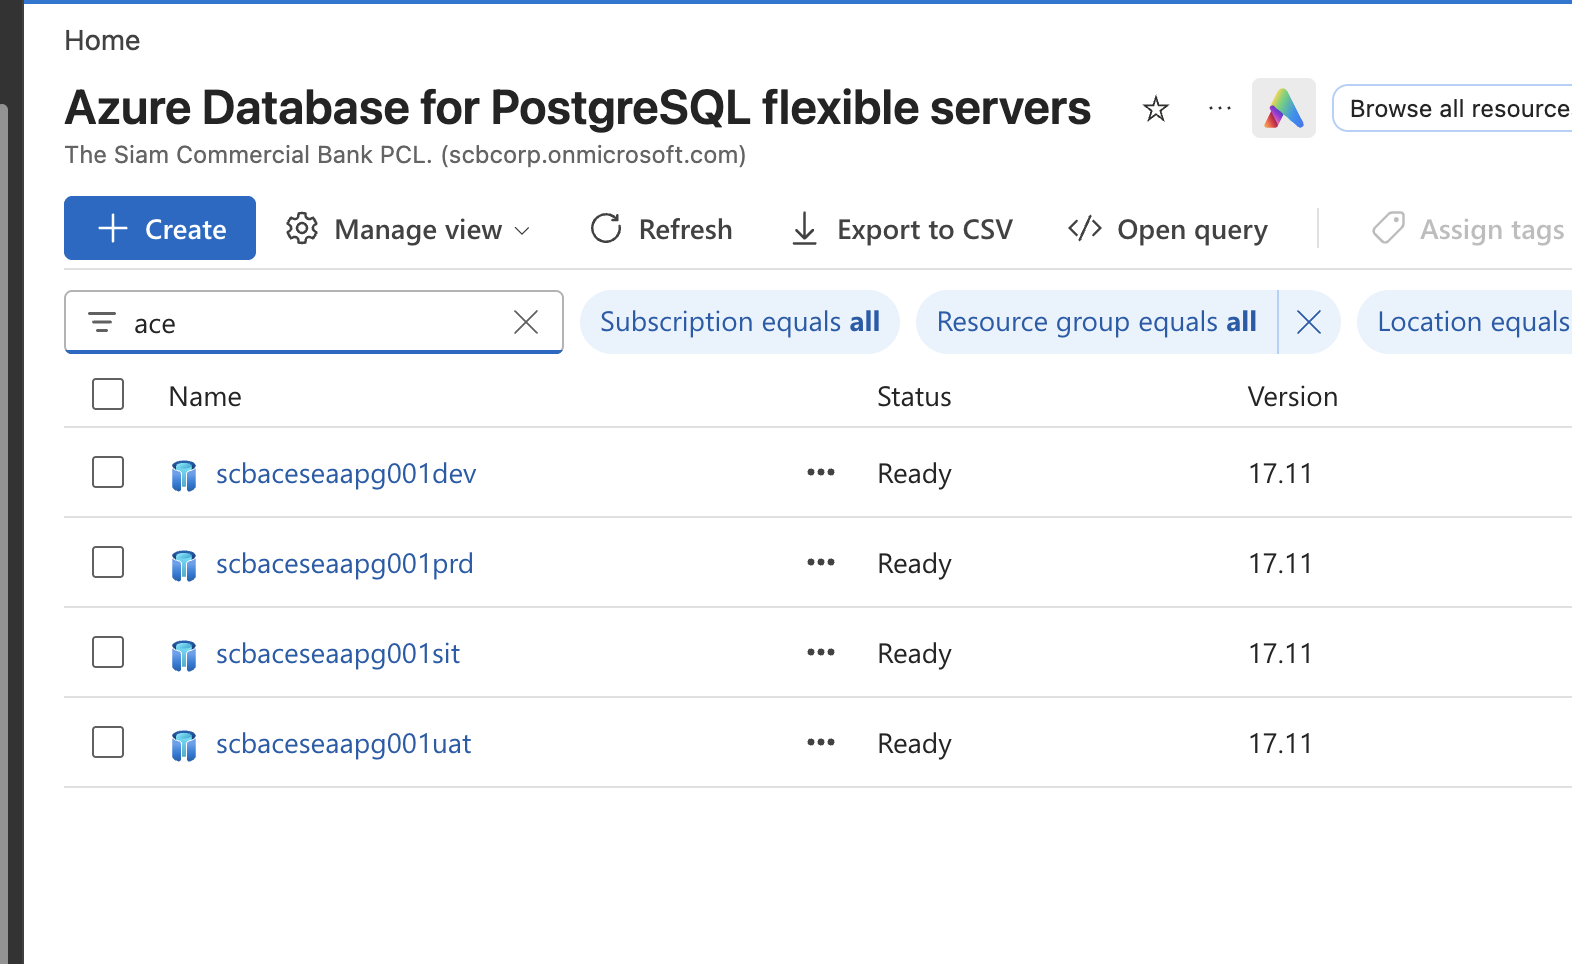 Home
Azure Database for PostgreSQL flexible servers
Browse all resource
The Siam Commercial Bank PCL. (scbcorp.onmicrosoft.com)
Create Manage view Refresh Export to CSV Open query Assign tags
ace Subscription equals all Resource group equals all Location equals
Name Status Version
scbaceseaapg001dev Ready 17.11
scbaceseaapg001prd Ready 17.11
scbaceseaapg001sit Ready 17.11
scbaceseaapg001uat Ready 17.11